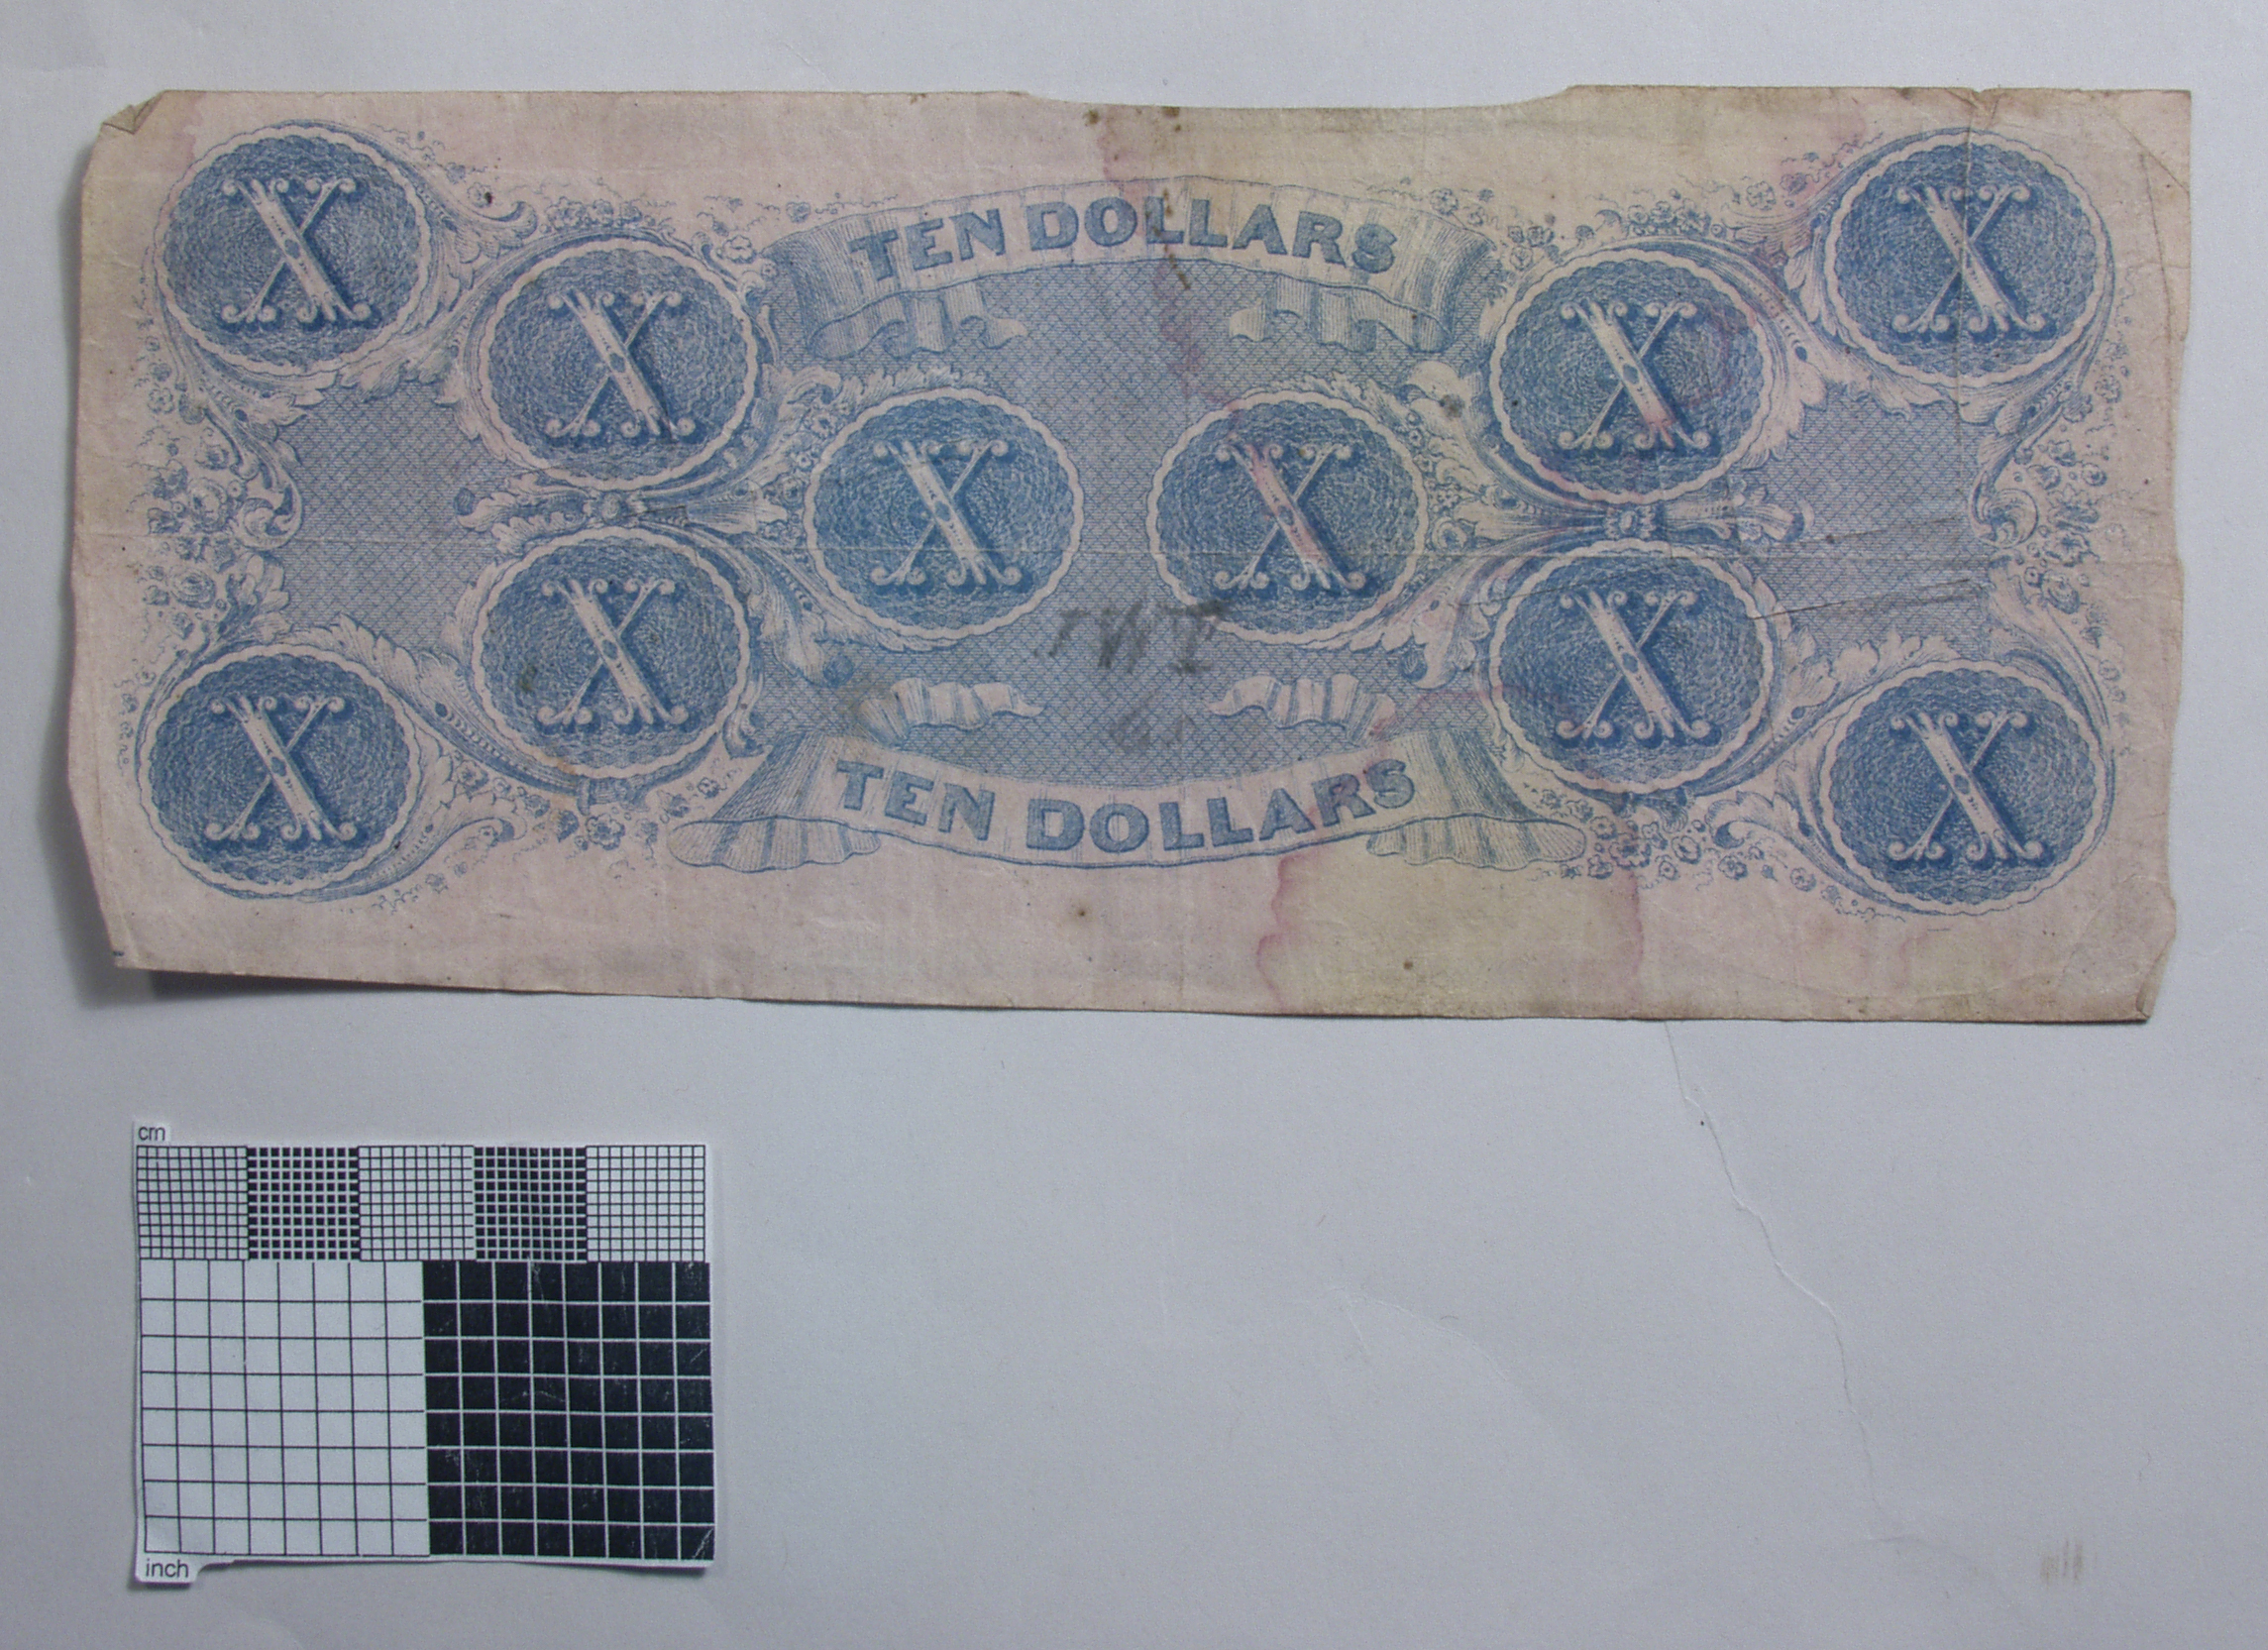 X X
TEN DOLLARS
X X
X X
X X
TEN DOLLARS
X X
cm
inch